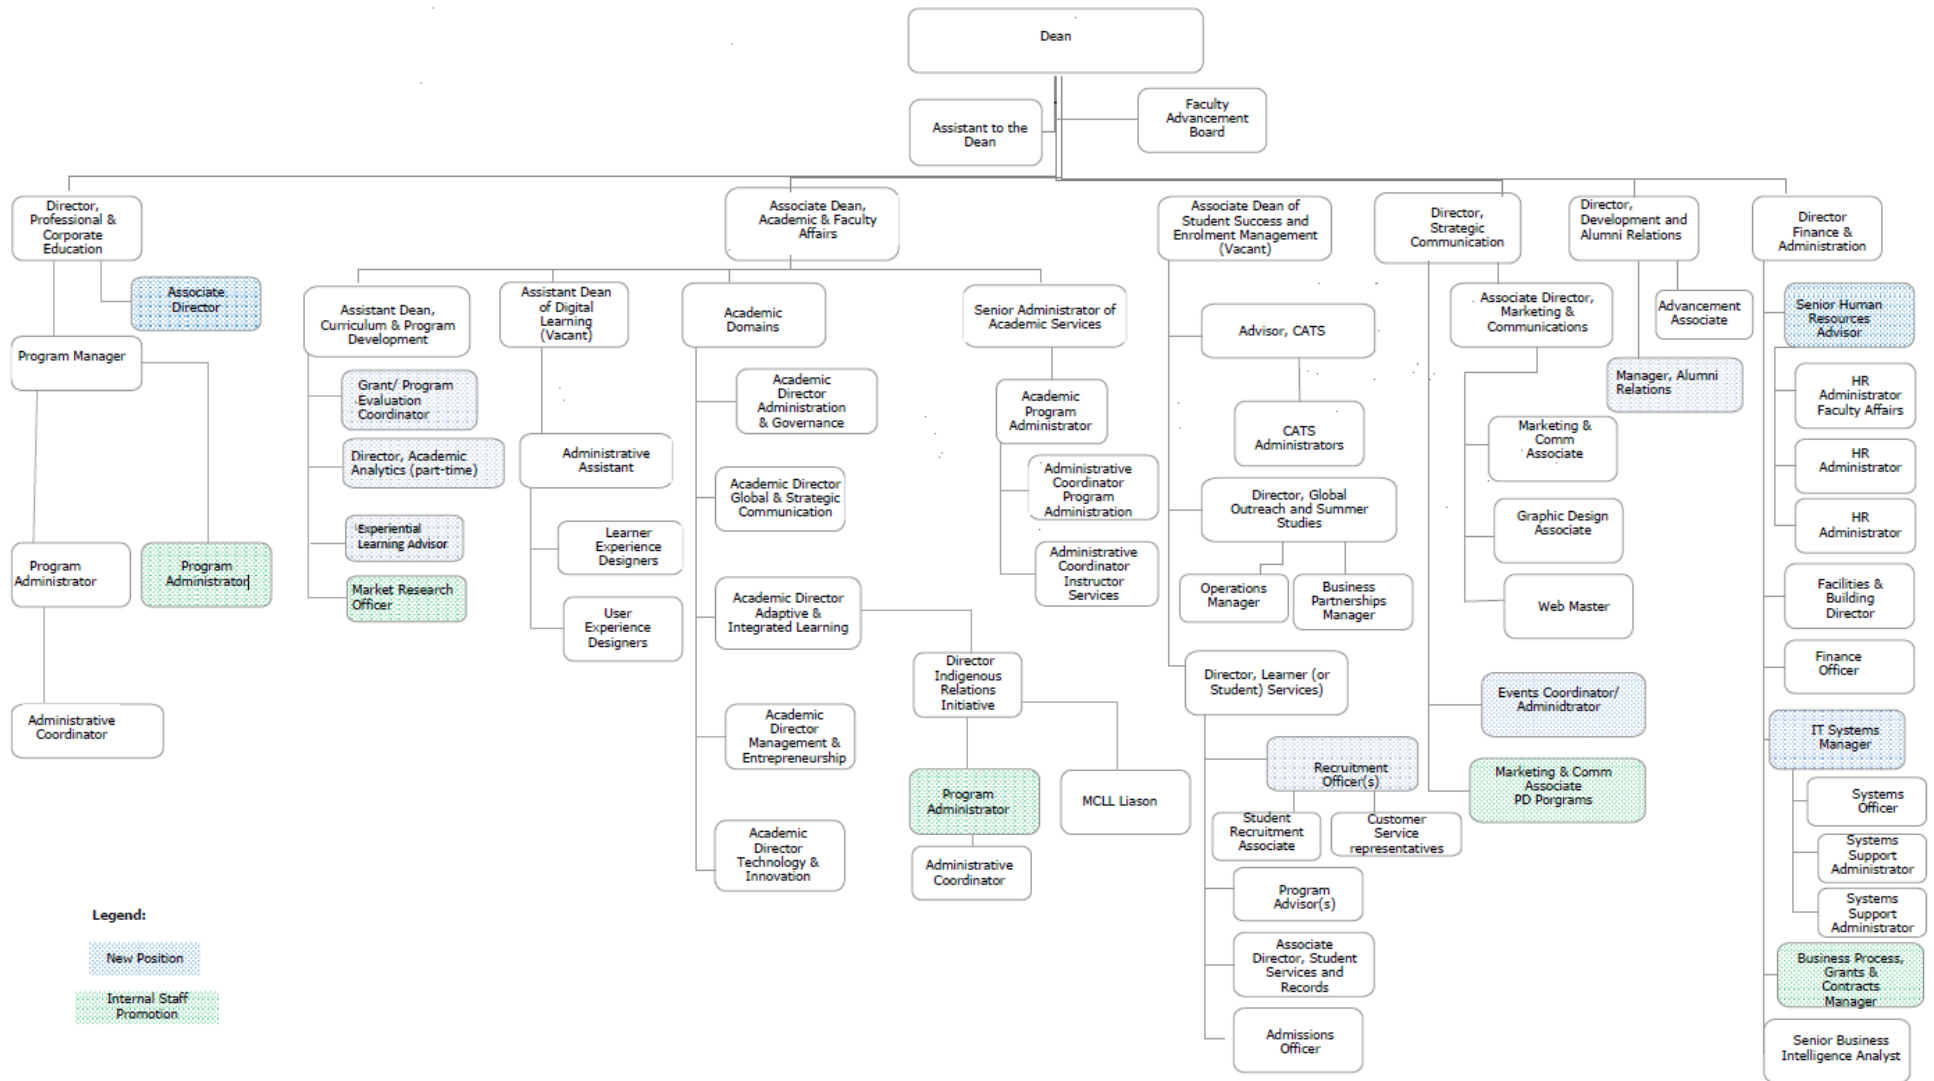 Dean
Assistant to the
Dean
Faculty
Advancement
Board
Director,
Professional &
Corporate
Education
Associate
Director
Program Manager
Program
Administrator
Program
Administrator
Administrative
Coordinator
Associate Dean,
Academic & Faculty
Affairs
Assistant Dean,
Curriculum & Program
Development
Grant/ Program
Evaluation
Coordinator
Director, Academic
Analytics (part-time)
Experiential
Learning Advisor
Market Research
Officer
Assistant Dean
of Digital
Learning
(Vacant)
Administrative
Assistant
Learner
Experience
Designers
User
Experience
Designers
Academic
Domains
Academic
Director
Administration
& Governance
Academic Director
Global & Strategic
Communication
Academic Director
Adaptive &
Integrated Learning
Academic
Director
Management &
Entrepreneurship
Academic
Director
Technology &
Innovation
Director
Indigenous
Relations
Initiative
Program
Administrator
Administrative
Coordinator
MCLL Liason
Senior Administrator of
Academic Services
Academic
Program
Administrator
Administrative
Coordinator
Program
Administration
Administrative
Coordinator
Instructor
Services
Associate Dean of
Student Success and
Enrolment Management
(Vacant)
Advisor, CATS
CATS
Administrators
Director, Global
Outreach and Summer
Studies
Operations
Manager
Business
Partnerships
Manager
Director, Learner (or
Student) Services)
Recruitment
Officer(s)
Student
Recruitment
Associate
Customer
Service
representatives
Program
Advisor(s)
Associate
Director, Student
Services and
Records
Admissions
Officer
Director,
Strategic
Communication
Associate Director,
Marketing &
Communications
Marketing &
Comm
Associate
Graphic Design
Associate
Web Master
Events Coordinator/
Adminidtrator
Marketing & Comm
Associate
PD Porgrams
Director,
Development and
Alumni Relations
Advancement
Associate
Manager, Alumni
Relations
Director
Finance &
Administration
Senior Human
Resources
Advisor
HR
Administrator
Faculty Affairs
HR
Administrator
HR
Administrator
Facilities &
Building
Director
Finance
Officer
IT Systems
Manager
Systems
Officer
Systems
Support
Administrator
Systems
Support
Administrator
Business Process,
Grants &
Contracts
Manager
Senior Business
Intelligence Analyst
Legend:
New Position
Internal Staff
Promotion